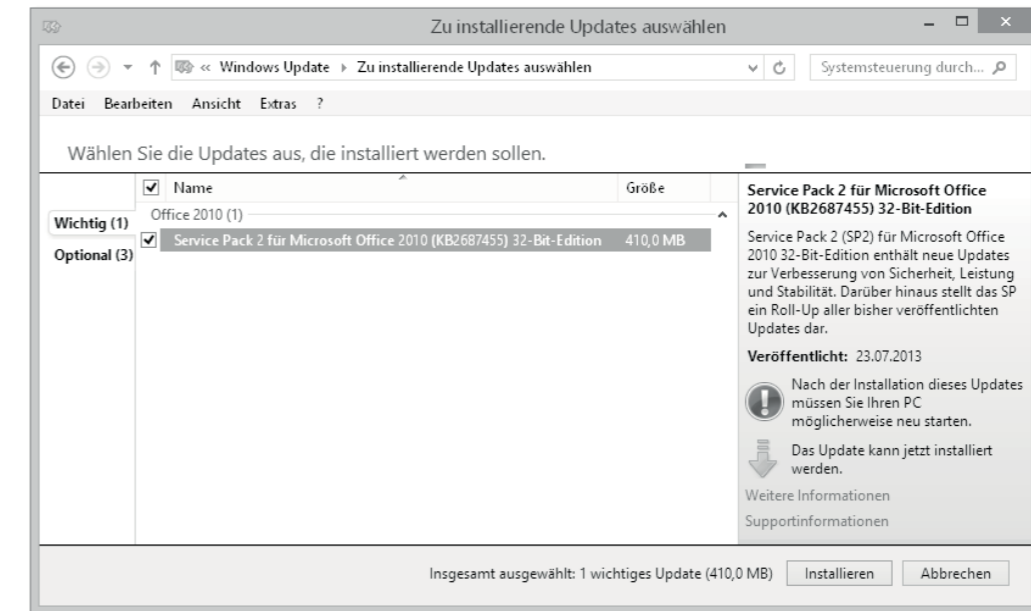 Zu installierende Updates auswählen
« Windows Update ▸ Zu installierende Updates auswählen
Systemsteuerung durch...
Datei Bearbeiten Ansicht Extras ?
Wählen Sie die Updates aus, die installiert werden sollen.
Wichtig (1)
Optional (3)
Name Größe
Office 2010 (1)
Service Pack 2 für Microsoft Office 2010 (KB2687455) 32-Bit-Edition 410,0 MB
Service Pack 2 für Microsoft Office
2010 (KB2687455) 32-Bit-Edition
Service Pack 2 (SP2) für Microsoft Office
2010 32-Bit-Edition enthält neue Updates
zur Verbesserung von Sicherheit, Leistung
und Stabilität. Darüber hinaus stellt das SP
ein Roll-Up aller bisher veröffentlichten
Updates dar.
Veröffentlicht: 23.07.2013
Nach der Installation dieses Updates
müssen Sie Ihren PC
möglicherweise neu starten.
Das Update kann jetzt installiert
werden.
Weitere Informationen
Supportinformationen
Insgesamt ausgewählt: 1 wichtiges Update (410,0 MB)
Installieren
Abbrechen